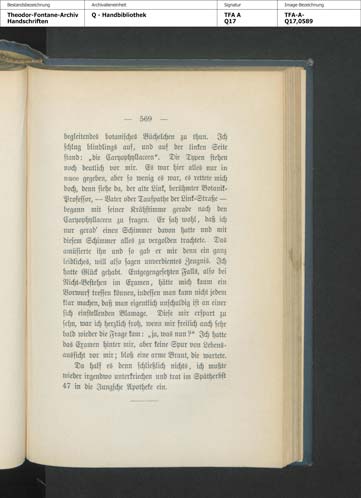 Bestandsbezeichnung
Archivalieneinheit
Signatur
Image Bezeichnung
Theodor-Fontane-Archiv
Handschriften
Q - Handbibliothek
TFA A
Q17
TFA-A-
Q17,0589
— 569 —
begleitendes botanisches Büchelchen zu thun. Ich
schlug blindlings auf, und auf der linken Seite
stand: „die Caryophyllaceen“. Die Typen stehen
noch deutlich vor mir. Es war hier alles nur in
nuce gegeben, aber so wenig es war, es rettete mich
doch, denn siehe da, der alte Link, berühmter Botanik-
Professor, — Vater oder Taufpathe der Link-Straße —
begann mit seiner Krähstimme gerade nach den
Caryophyllaceen zu fragen. Er sah wohl, daß ich
nur gerad' einen Schimmer davon hatte und mit
diesem Schimmer alles zu vergolden trachtete. Das
amüsierte ihn und so gab er mir denn ein ganz
leidliches, will also sagen unverdientes Zeugnis. Ich
hatte Glück gehabt. Entgegengesetzten Falls, also bei
Nicht-Bestehen im Examen, hätte mich kaum ein
Vorwurf treffen können, indessen man kann nicht jedem
klar machen, daß man eigentlich unschuldig ist an einer
sich einstellenden Blamage. Diese mir erspart zu
sehn, war ich herzlich froh, wenn mir freilich auch sehr
bald wieder die Frage kam: „ja, was nun?“ Ich hatte
das Examen hinter mir, aber keine Spur von Lebens-
aussicht vor mir; bloß eine arme Braut, die wartete.
Da half es denn schließlich nichts, ich mußte
wieder irgendwo unterkriechen und trat im Spätherbst
47 in die Jungsche Apotheke ein.